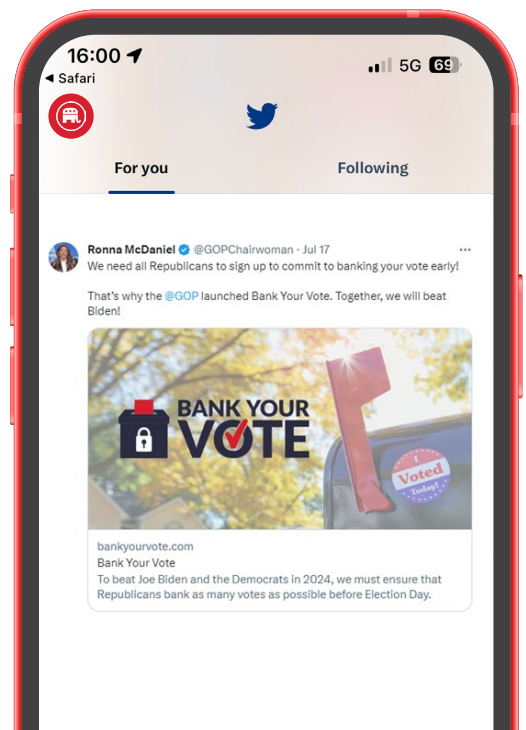 16:00
5G 69
◀ Safari
For you Following
Ronna McDaniel @GOPChairwoman · Jul 17 ...
We need all Republicans to sign up to commit to banking your vote early!
That's why the @GOP launched Bank Your Vote. Together, we will beat
Biden!
BANK YOUR
VOTE
I
Voted
Today!
bankyourvote.com
Bank Your Vote
To beat Joe Biden and the Democrats in 2024, we must ensure that
Republicans bank as many votes as possible before Election Day.